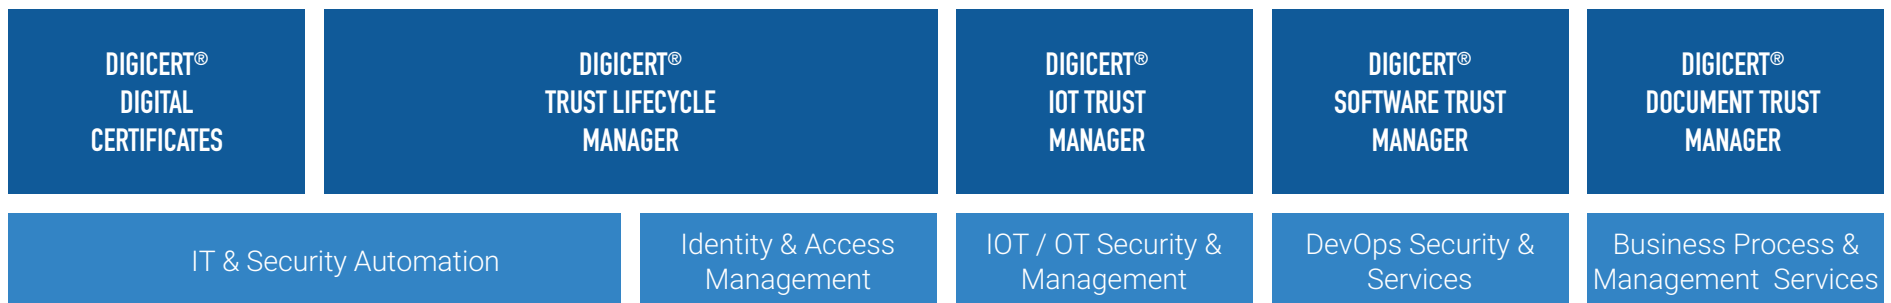 DIGICERT®
DIGITAL
CERTIFICATES
DIGICERT®
TRUST LIFECYCLE
MANAGER
DIGICERT®
IOT TRUST
MANAGER
DIGICERT®
SOFTWARE TRUST
MANAGER
DIGICERT®
DOCUMENT TRUST
MANAGER
IT & Security Automation
Identity & Access
Management
IOT / OT Security &
Management
DevOps Security &
Services
Business Process &
Management Services